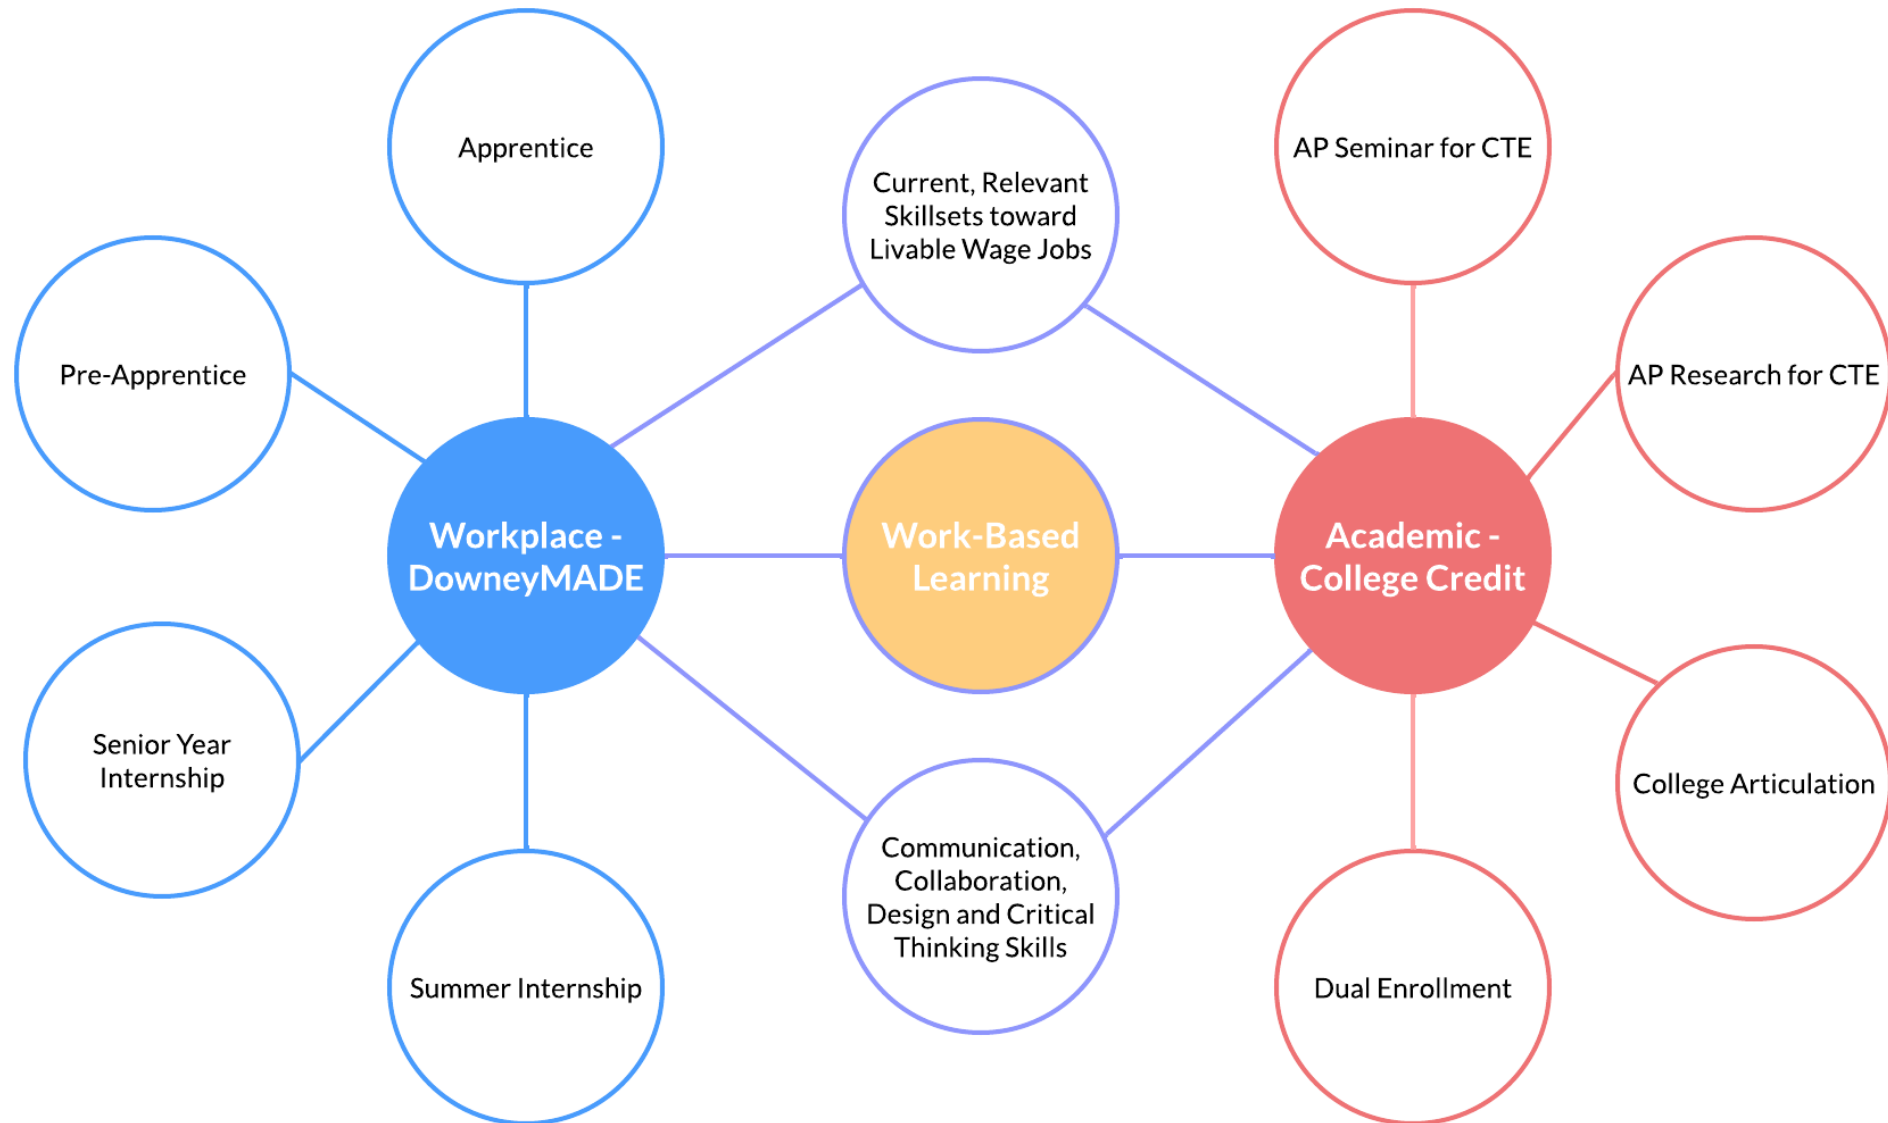 Apprentice
AP Seminar for CTE
Current, Relevant
Skillsets toward
Livable Wage Jobs
Pre-Apprentice
AP Research for CTE
Workplace -
DowneyMADE
Work-Based
Learning
Academic -
College Credit
Senior Year
Internship
College Articulation
Communication,
Collaboration,
Design and Critical
Thinking Skills
Summer Internship
Dual Enrollment